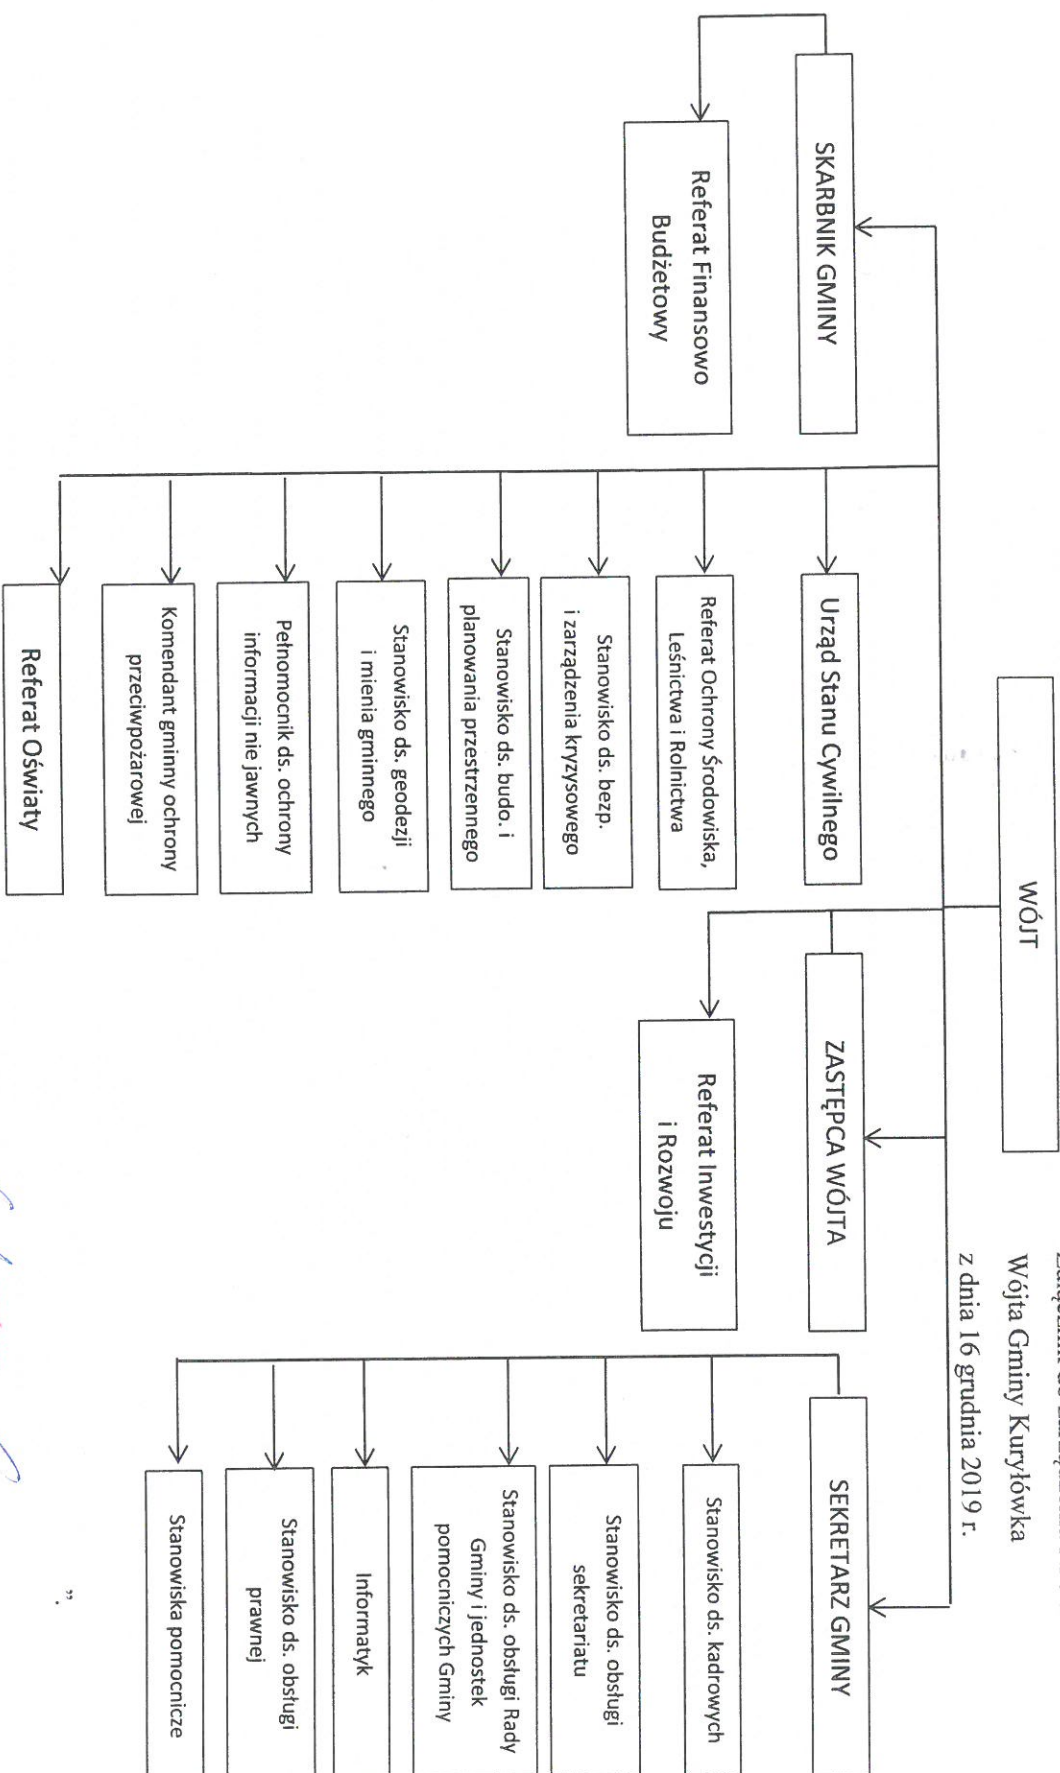 Wójta Gminy Kuryłówka
z dnia 16 grudnia 2019 r.
WÓJT
SKARBNIK GMINY
Referat Finansowo
Budżetowy
Urząd Stanu Cywilnego
Referat Ochrony Środowiska,
Leśnictwa i Rolnictwa
Stanowisko ds. bezp.
i zarządzenia kryzysowego
Stanowisko ds. budo. i
planowania przestrzennego
Stanowisko ds. geodezji
i mienia gminnego
Pełnomocnik ds. ochrony
informacji nie jawnych
Komendant gminny ochrony
przeciwpożarowej
Referat Oświaty
ZASTĘPCA WÓJTA
Referat Inwestycji
i Rozwoju
SEKRETARZ GMINY
Stanowisko ds. kadrowych
Stanowisko ds. obsługi
sekretariatu
Stanowisko ds. obsługi Rady
Gminy i jednostek
pomocniczych Gminy
Informatyk
Stanowisko ds. obsługi
prawnej
Stanowiska pomocnicze
”.